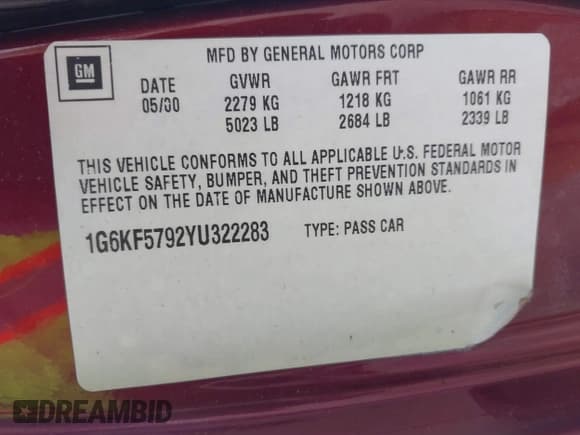 GM
MFD BY GENERAL MOTORS CORP
DATE GVWR GAWR FRT GAWR RR
05/00 2279 KG 1218 KG 1061 KG
5023 LB 2684 LB 2339 LB
THIS VEHICLE CONFORMS TO ALL APPLICABLE U.S. FEDERAL MOTOR
VEHICLE SAFETY, BUMPER, AND THEFT PREVENTION STANDARDS IN
EFFECT ON THE DATE OF MANUFACTURE SHOWN ABOVE.
1G6KF5792YU322283 TYPE: PASS CAR
DREAMBID